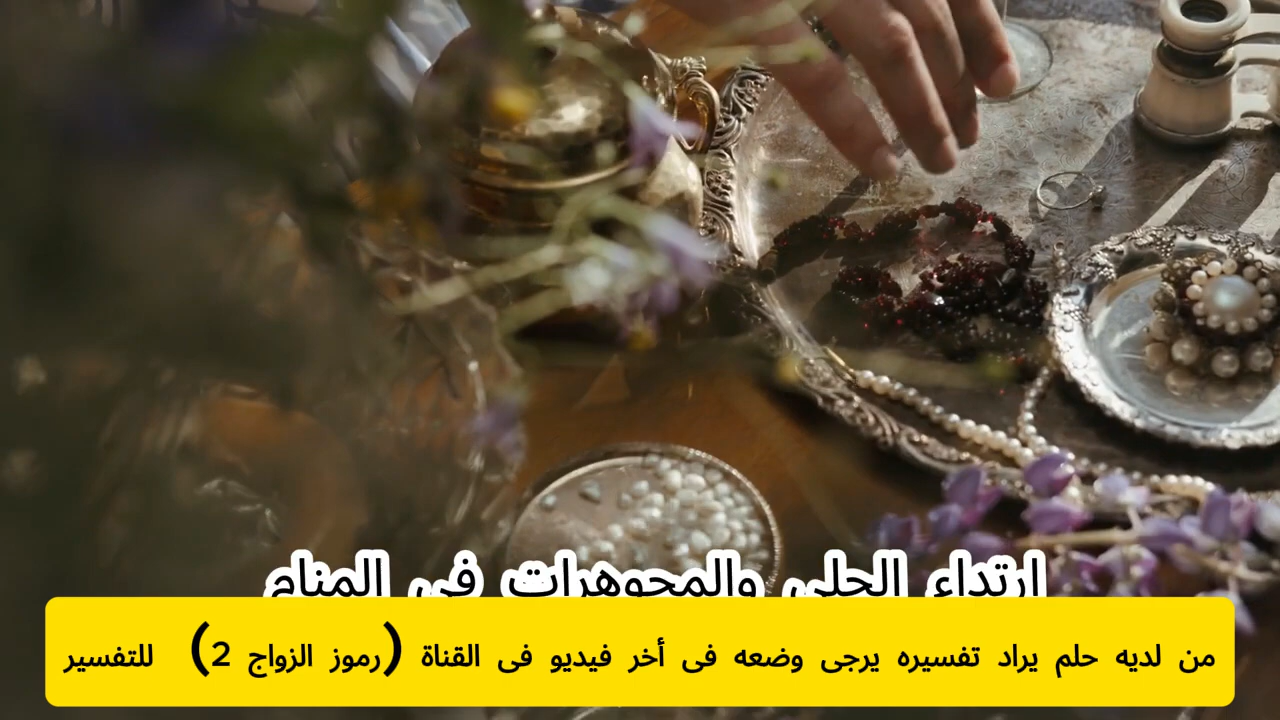 ارتداء الحلي والمجوهرات في المنام
من لديه حلم يراد تفسيره يرجى وضعه فى أخر فيديو فى القناة (رموز الزواج 2) للتفسير